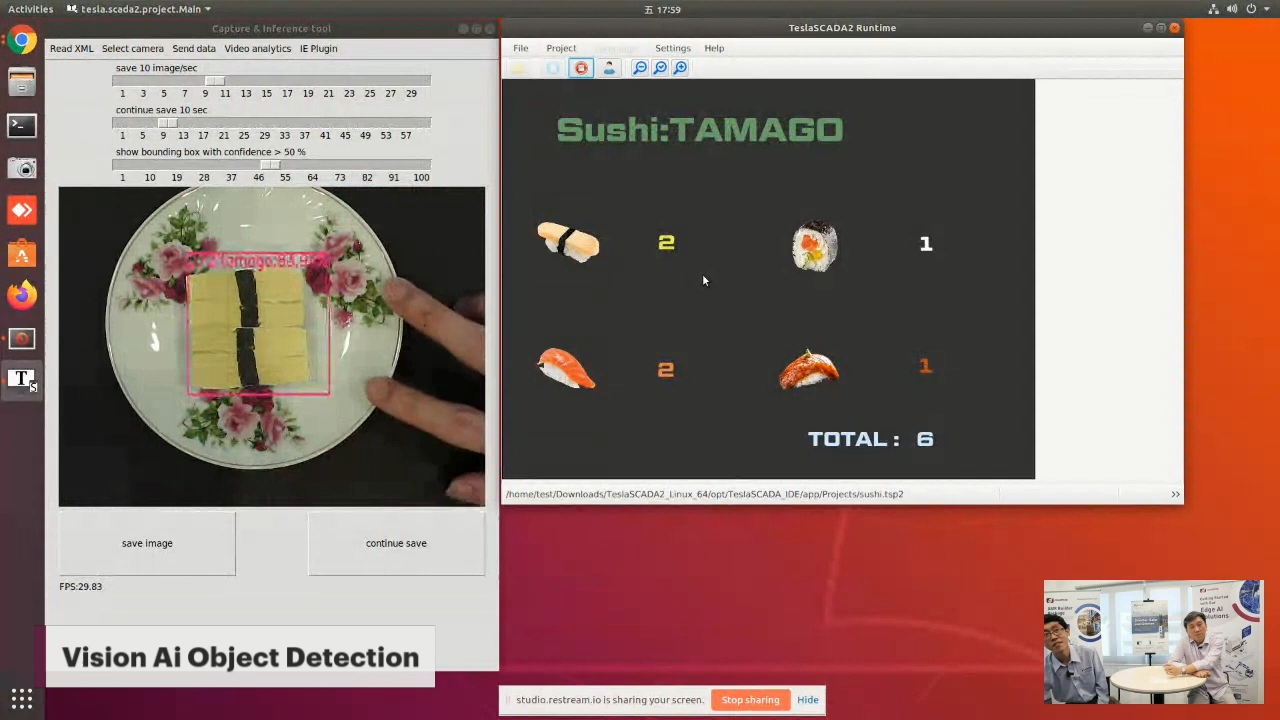 Activities
tesla.scada2.project.Main
五 17:59
Capture & Inference tool
Read XML Select camera Send data Video analytics IE Plugin
save 10 image/sec
1 3 5 7 9 11 13 15 17 19 21 23 25 27 29
continue save 10 sec
1 5 9 13 17 21 25 29 33 37 41 45 49 53 57
show bounding box with confidence > 50 %
1 10 19 28 37 46 55 64 73 82 91 100
save image
continue save
FPS:29.83
Vision Ai Object Detection
TeslaSCADA2 Runtime
File Project Settings Help
Sushi:TAMAGO
2 1
2 1
TOTAL: 6
/home/test/Downloads/TeslaSCADA2_Linux_64/opt/TeslaSCADA_IDE/app/Projects/sushi.tsp2
>>
studio.restream.io is sharing your screen. Stop sharing Hide
Getting Started
Edge AI